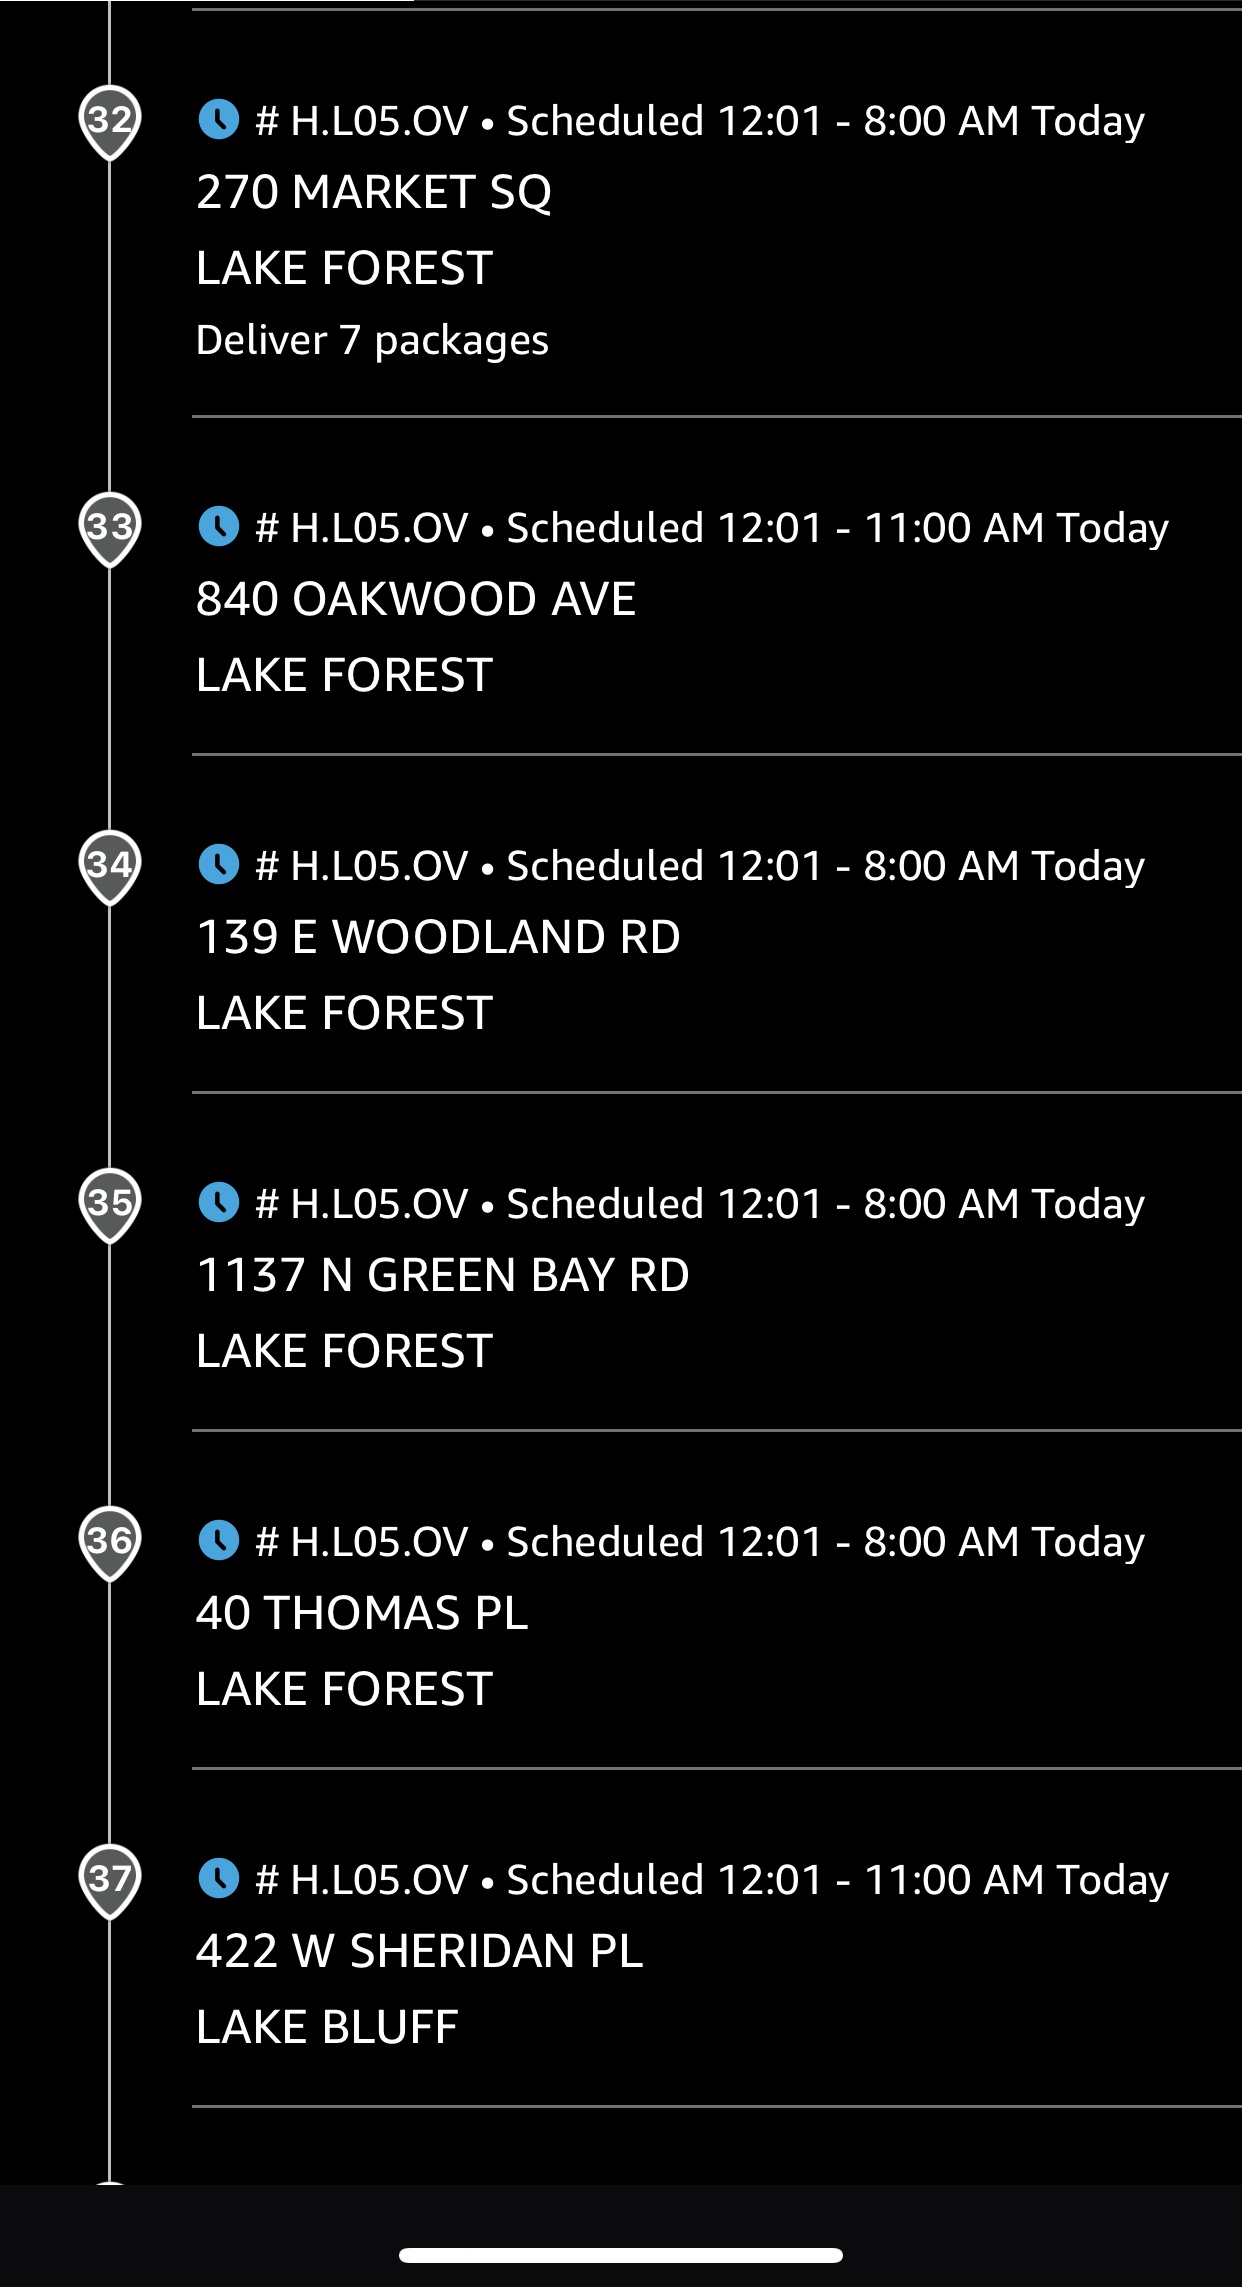 32
# H.L05.OV • Scheduled 12:01 - 8:00 AM Today
270 MARKET SQ
LAKE FOREST
Deliver 7 packages
33
# H.L05.OV • Scheduled 12:01 - 11:00 AM Today
840 OAKWOOD AVE
LAKE FOREST
34
# H.L05.OV • Scheduled 12:01 - 8:00 AM Today
139 E WOODLAND RD
LAKE FOREST
35
# H.L05.OV • Scheduled 12:01 - 8:00 AM Today
1137 N GREEN BAY RD
LAKE FOREST
36
# H.L05.OV • Scheduled 12:01 - 8:00 AM Today
40 THOMAS PL
LAKE FOREST
37
# H.L05.OV • Scheduled 12:01 - 11:00 AM Today
422 W SHERIDAN PL
LAKE BLUFF